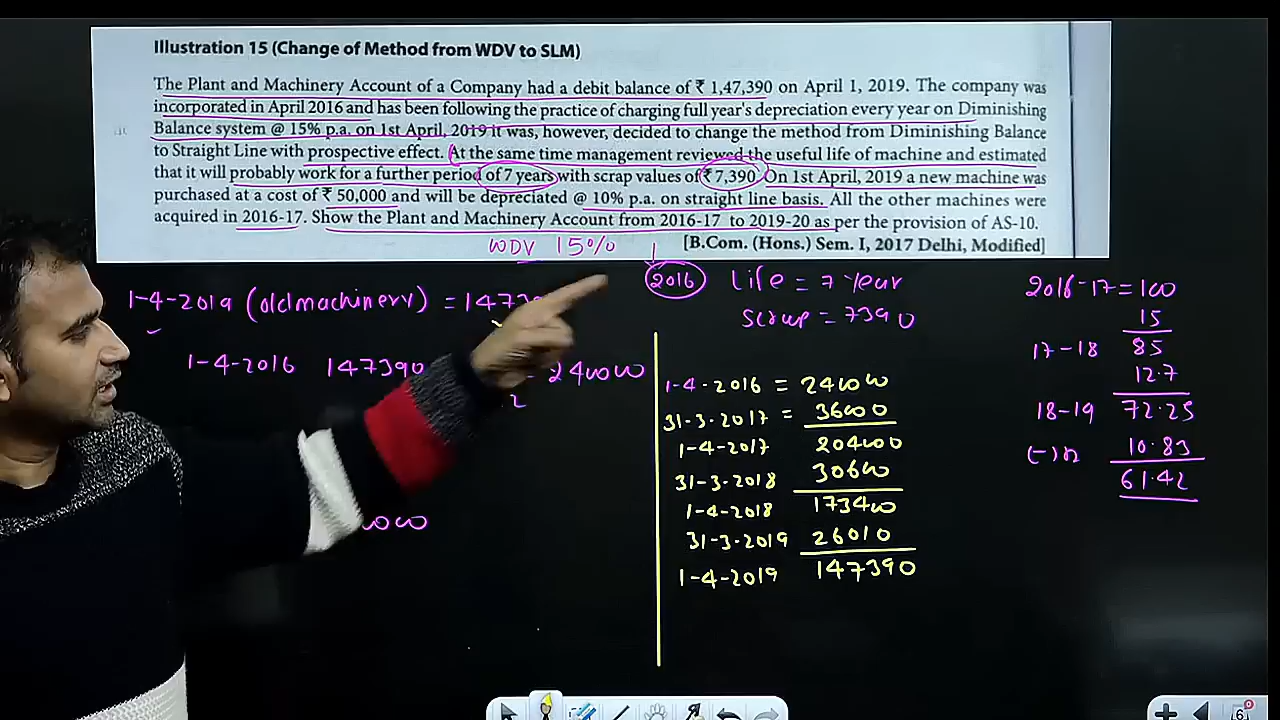 Illustration 15 (Change of Method from WDV to SLM)
The Plant and Machinery Account of a Company had a debit balance of ₹ 1,47,390 on April 1, 2019. The company was
incorporated in April 2016 and has been following the practice of charging full year's depreciation every year on Diminishing
Balance system @ 15% p.a. on 1st April, 2019 it was, however, decided to change the method from Diminishing Balance
to Straight Line with prospective effect. At the same time management reviewed the useful life of machine and estimated
that it will probably work for a further period of 7 years with scrap values of ₹ 7,390. On 1st April, 2019 a new machine was
purchased at a cost of ₹ 50,000 and will be depreciated @ 10% p.a. on straight line basis. All the other machines were
acquired in 2016-17. Show the Plant and Machinery Account from 2016-17 to 2019-20 as per the provision of AS-10.
[B.Com. (Hons.) Sem. I, 2017 Delhi, Modified]
WDV 15%
1-4-2019 (old machinery) = 14739
1-4-2016 147390
240000
2
2016
Life = 7 year
scrap = 7390
1-4-2016 = 240000
31-3-2017 = 36000
1-4-2017 204000
31-3-2018 30600
1-4-2018 173400
31-3-2019 26010
1-4-2019 147390
2016-17 = 100
15
17-18 85
12.7
18-19 72.25
10.83
61.42